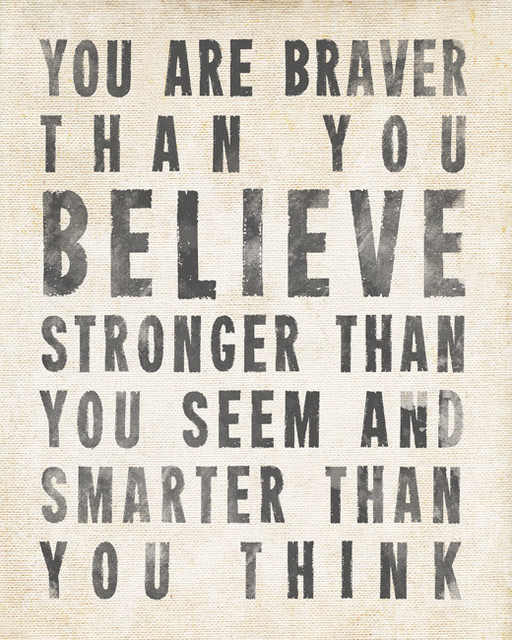 YOU ARE BRAVER
THAN YOU
BELIEVE
STRONGER THAN
YOU SEEM AND
SMARTER THAN
YOU THINK